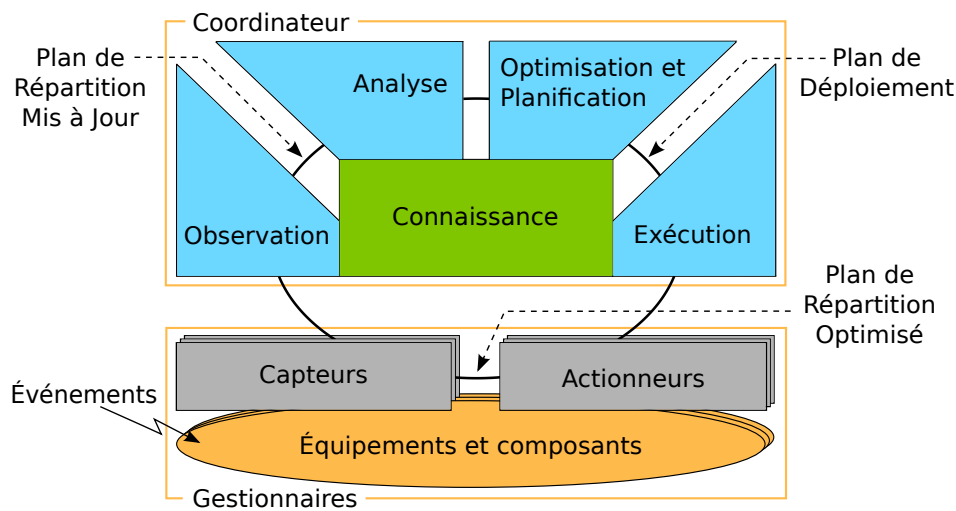 Coordinateur
Plan de
Répartition
Mis à Jour
Analyse
Optimisation et
Planification
Plan de
Déploiement
Observation
Connaissance
Exécution
Plan de
Répartition
Optimisé
Capteurs
Actionneurs
Événements
Équipements et composants
Gestionnaires